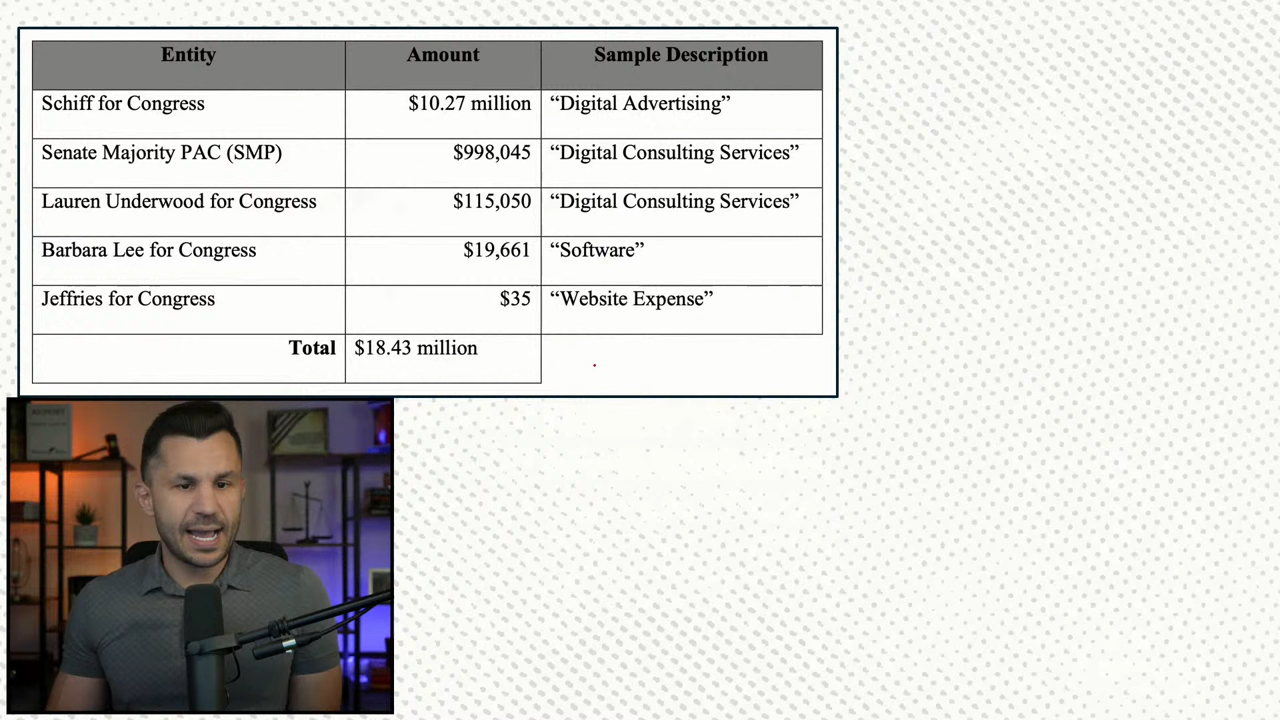 Entity Amount Sample Description
Schiff for Congress $10.27 million “Digital Advertising”
Senate Majority PAC (SMP) $998,045 “Digital Consulting Services”
Lauren Underwood for Congress $115,050 “Digital Consulting Services”
Barbara Lee for Congress $19,661 “Software”
Jeffries for Congress $35 “Website Expense”
Total $18.43 million